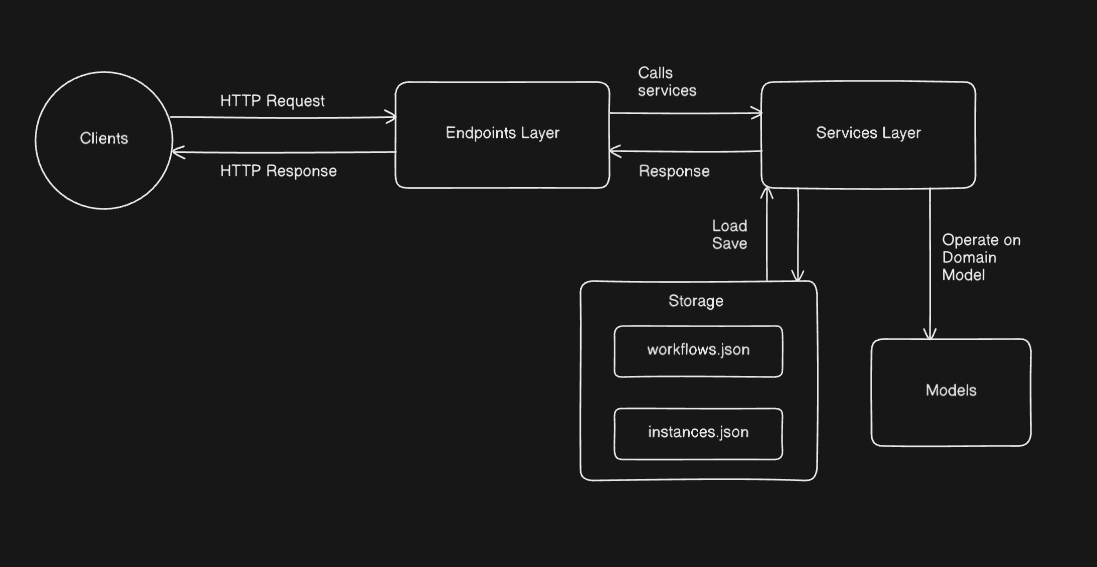 Clients
HTTP Request
HTTP Response
Endpoints Layer
Calls
services
Response
Services Layer
Load
Save
Operate on
Domain
Model
Storage
workflows.json
instances.json
Models